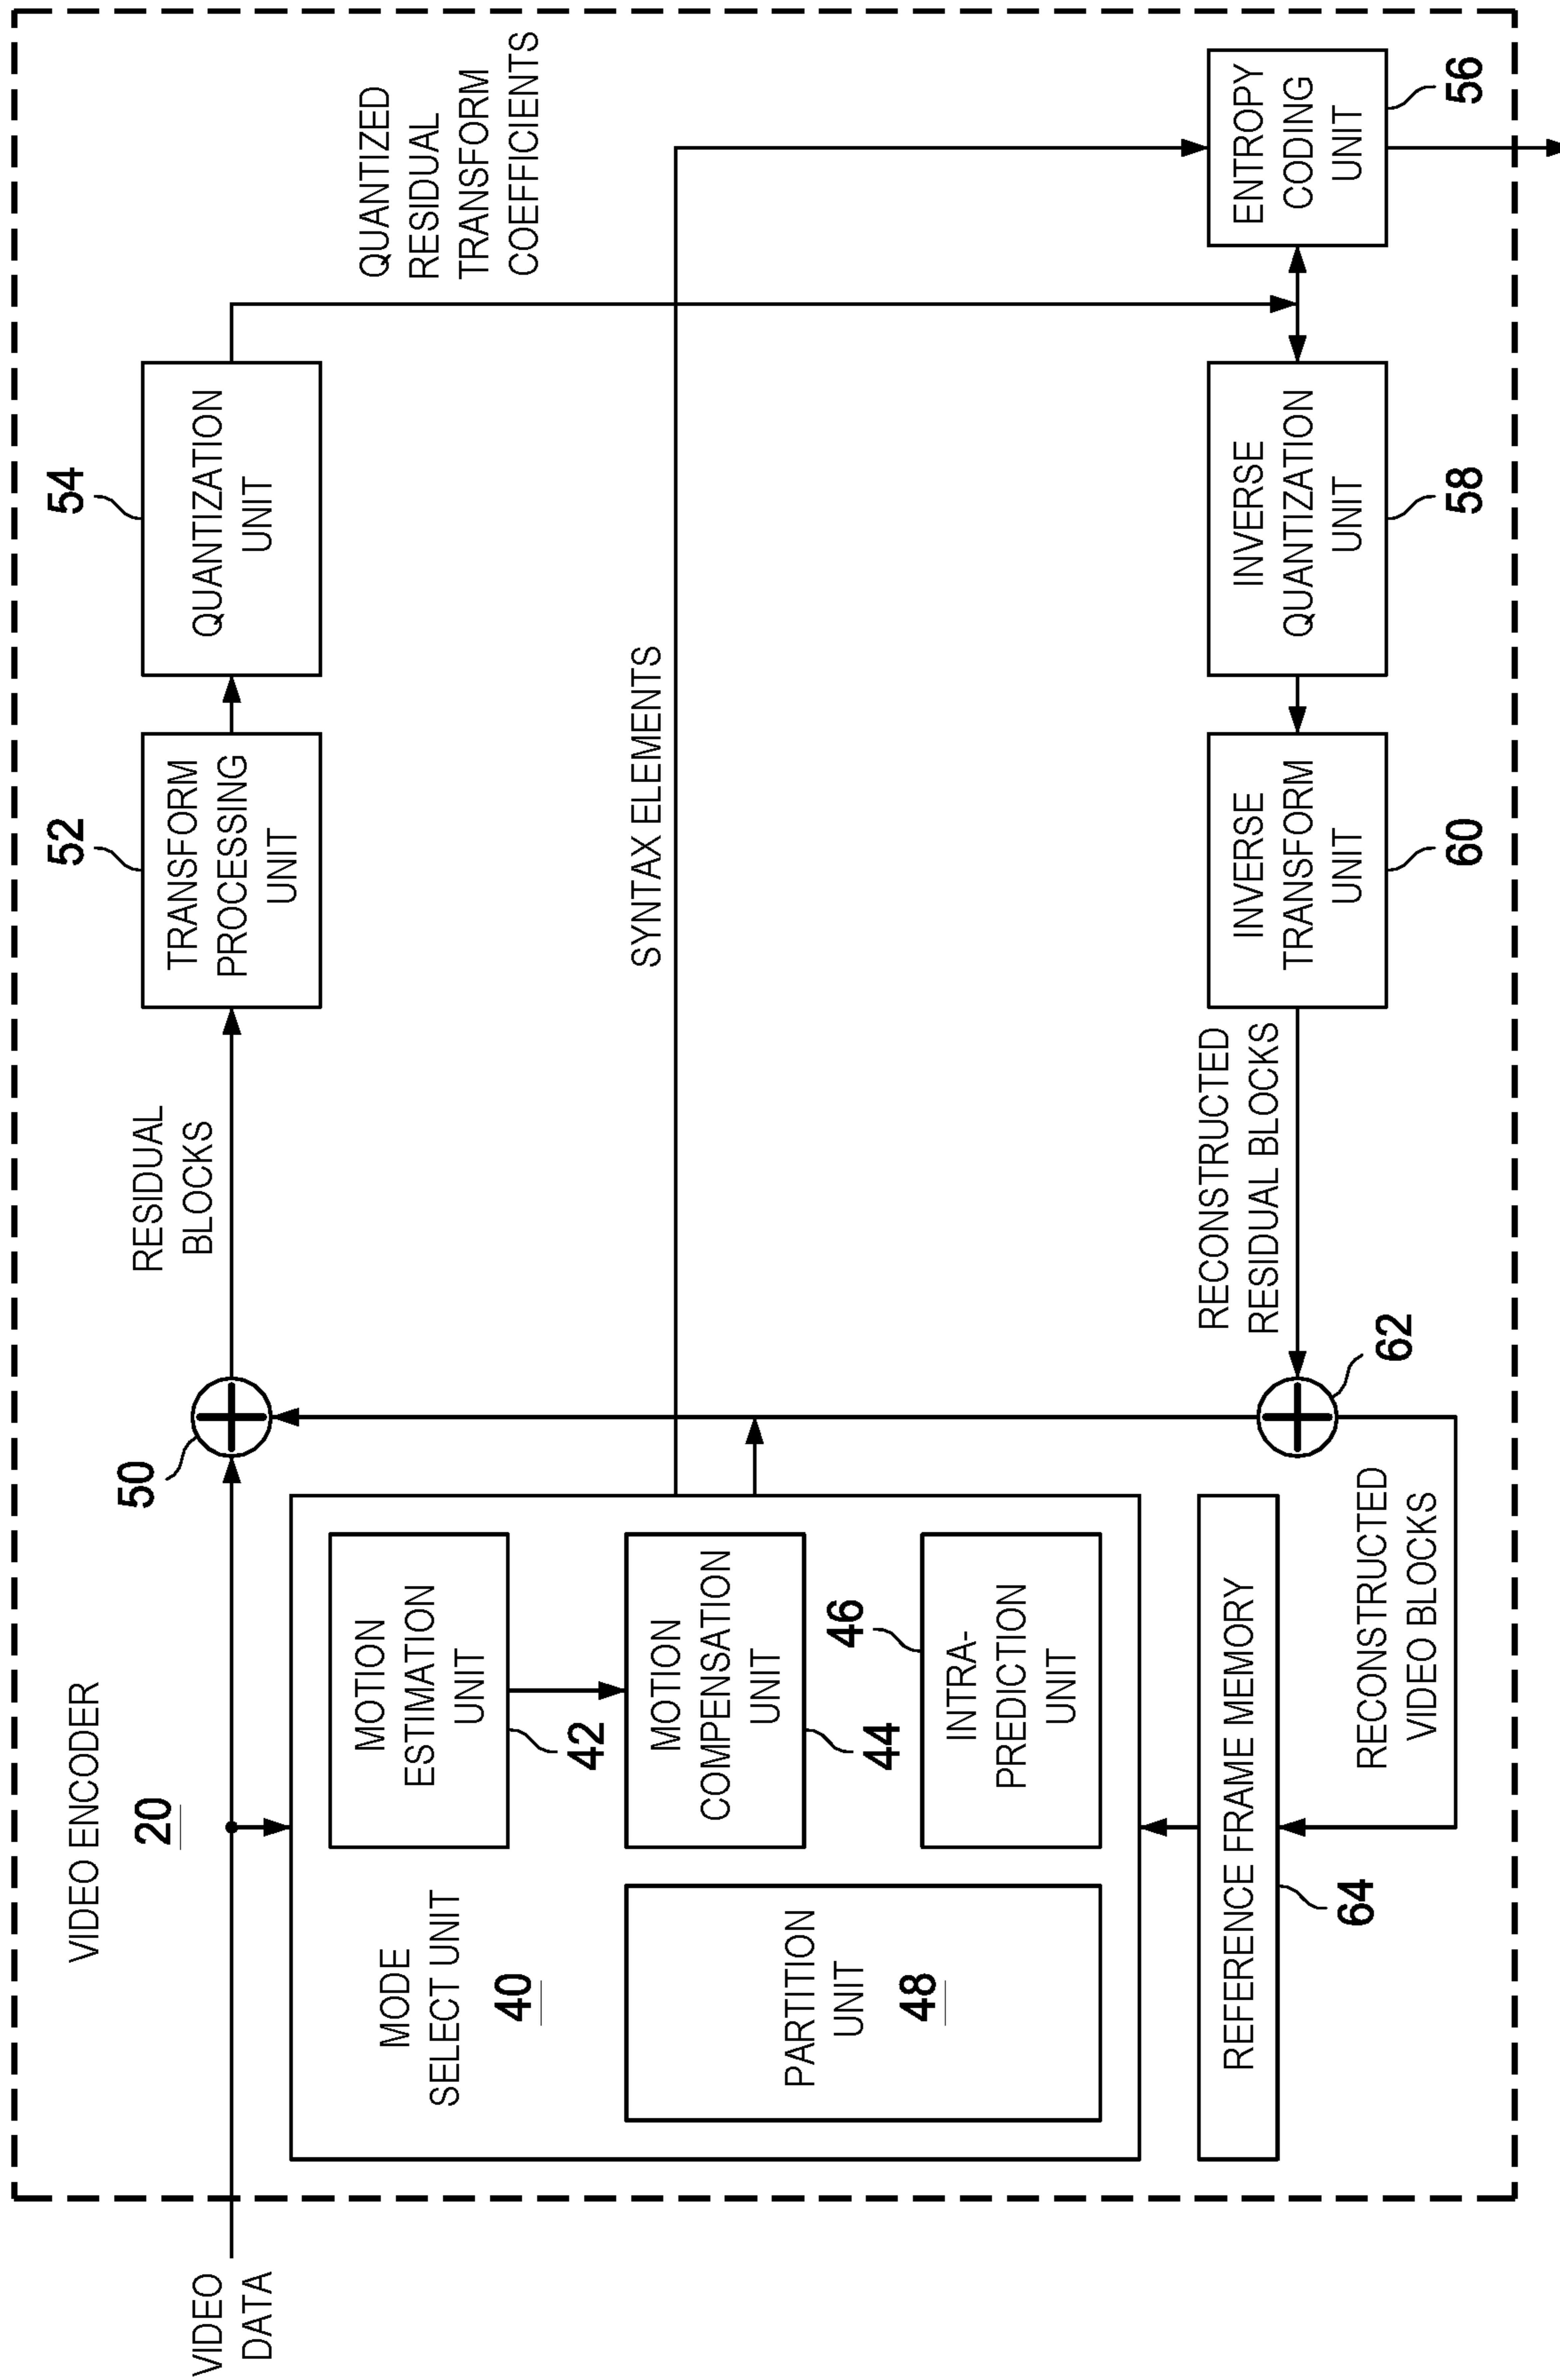 VIDEO ENCODER
20
VIDEO
DATA
50
RESIDUAL
BLOCKS
52
TRANSFORM
PROCESSING
UNIT
54
QUANTIZATION
UNIT
QUANTIZED
RESIDUAL
TRANSFORM
COEFFICIENTS
MODE
SELECT UNIT
40
MOTION
ESTIMATION
UNIT
42
MOTION
COMPENSATION
UNIT
44
46
INTRA-
PREDICTION
UNIT
PARTITION
UNIT
48
SYNTAX ELEMENTS
REFERENCE FRAME MEMORY
64
RECONSTRUCTED
VIDEO BLOCKS
62
RECONSTRUCTED
RESIDUAL BLOCKS
INVERSE
TRANSFORM
UNIT
60
INVERSE
QUANTIZATION
UNIT
58
ENTROPY
CODING
UNIT
56